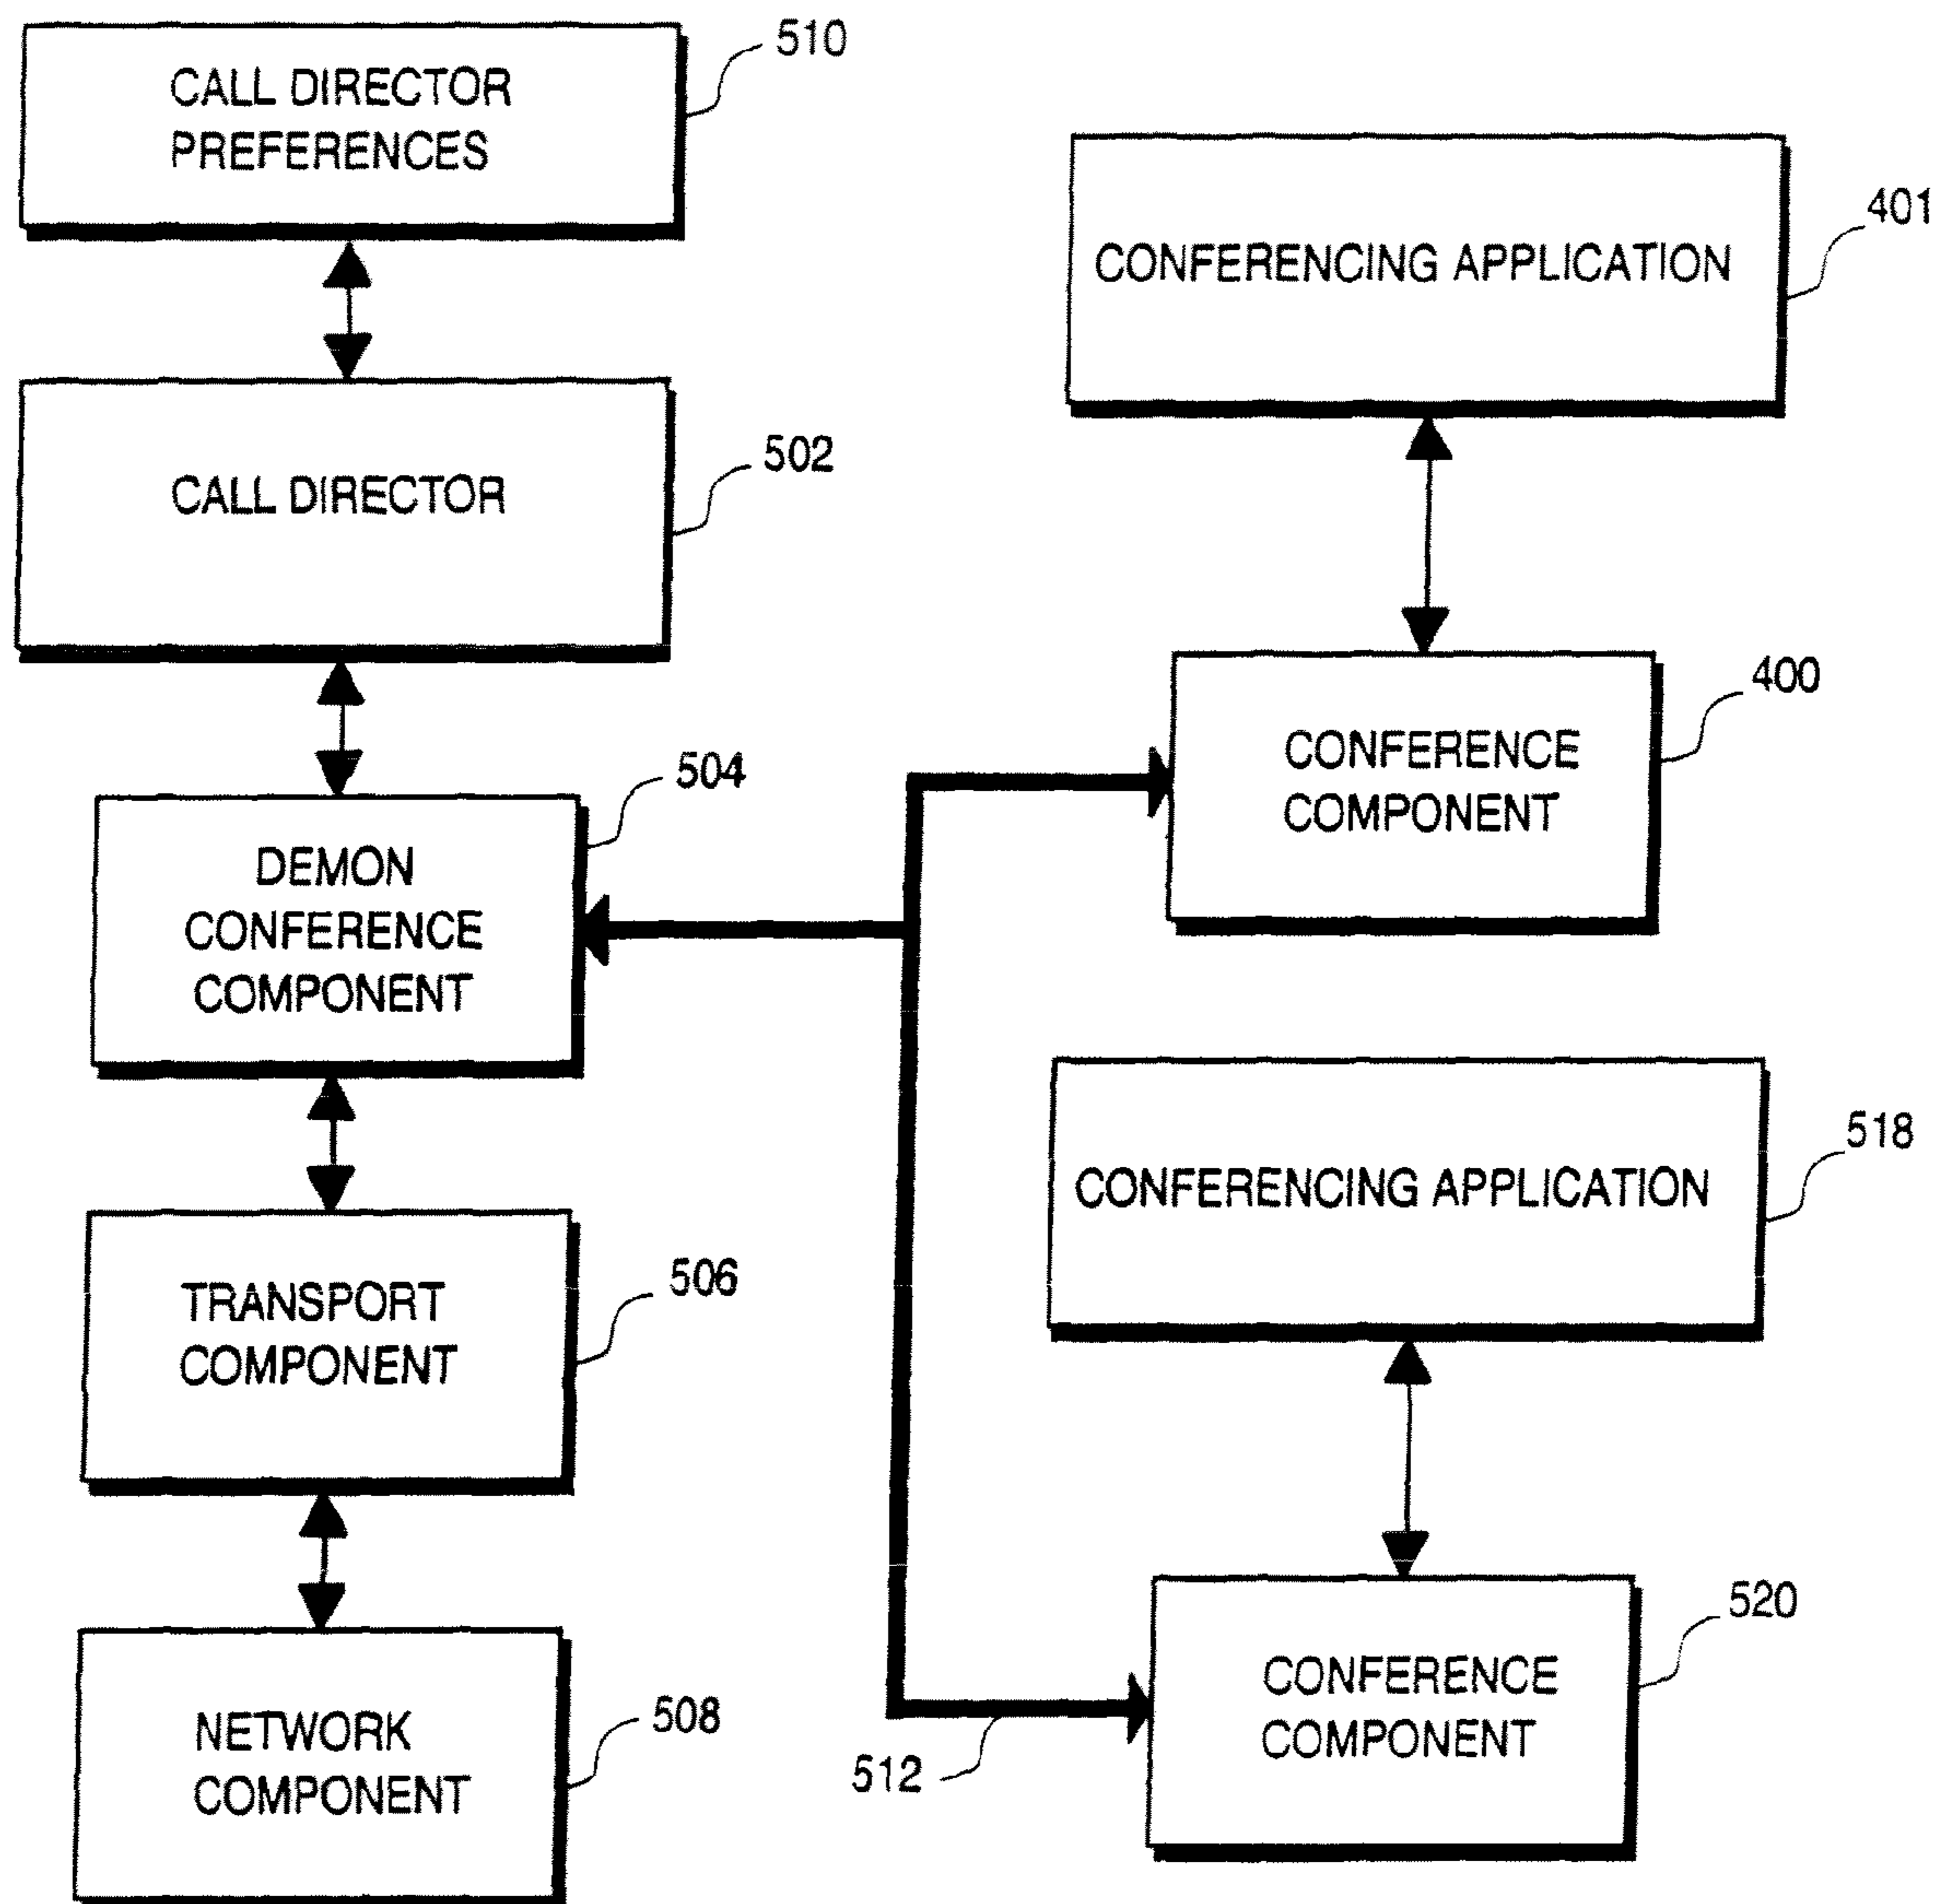 CALL DIRECTOR
PREFERENCES
510
CALL DIRECTOR
502
DEMON
CONFERENCE
COMPONENT
504
TRANSPORT
COMPONENT
506
NETWORK
COMPONENT
508
CONFERENCING APPLICATION
401
CONFERENCE
COMPONENT
400
CONFERENCING APPLICATION
518
CONFERENCE
COMPONENT
520
512